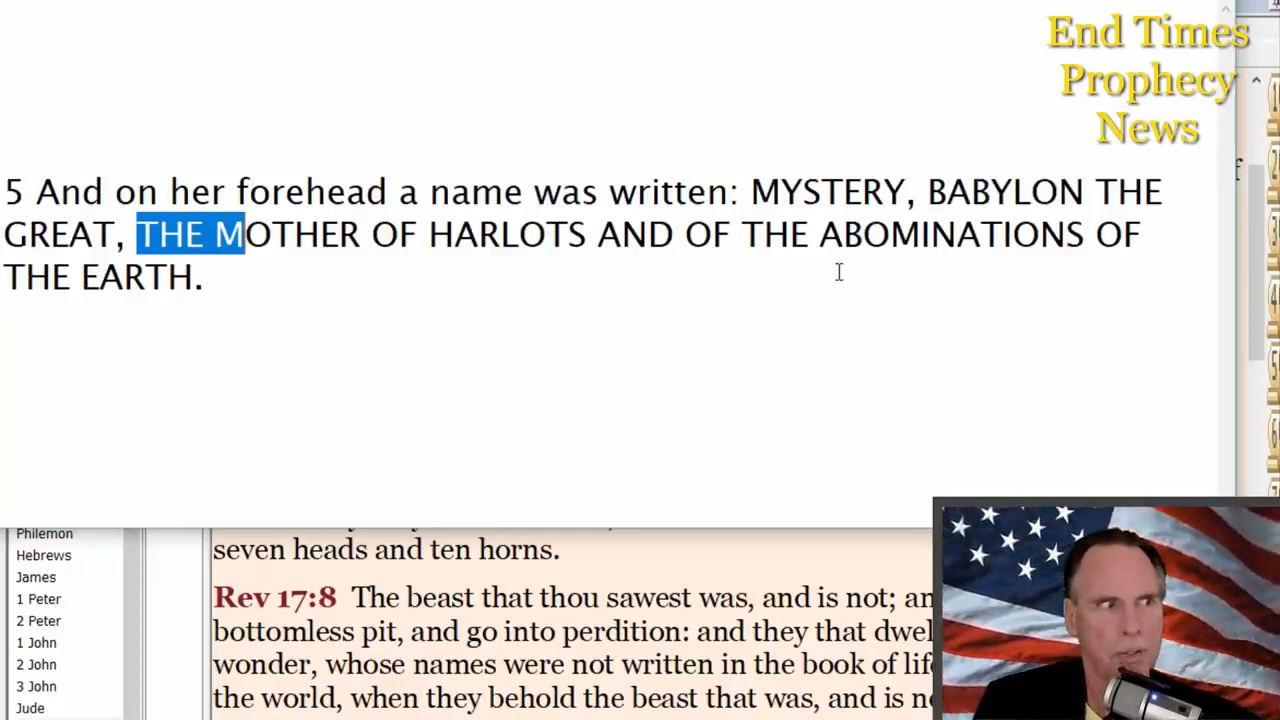 End Times
Prophecy
News
5 And on her forehead a name was written: MYSTERY, BABYLON THE
GREAT, THE MOTHER OF HARLOTS AND OF THE ABOMINATIONS OF
THE EARTH.
Philemon
Hebrews
James
1 Peter
2 Peter
1 John
2 John
3 John
Jude
seven heads and ten horns.
Rev 17:8 The beast that thou sawest was, and is not;
bottomless pit, and go into perdition: and they that
wonder, whose names were not written in the book of
the world, when they behold the beast that was, and is